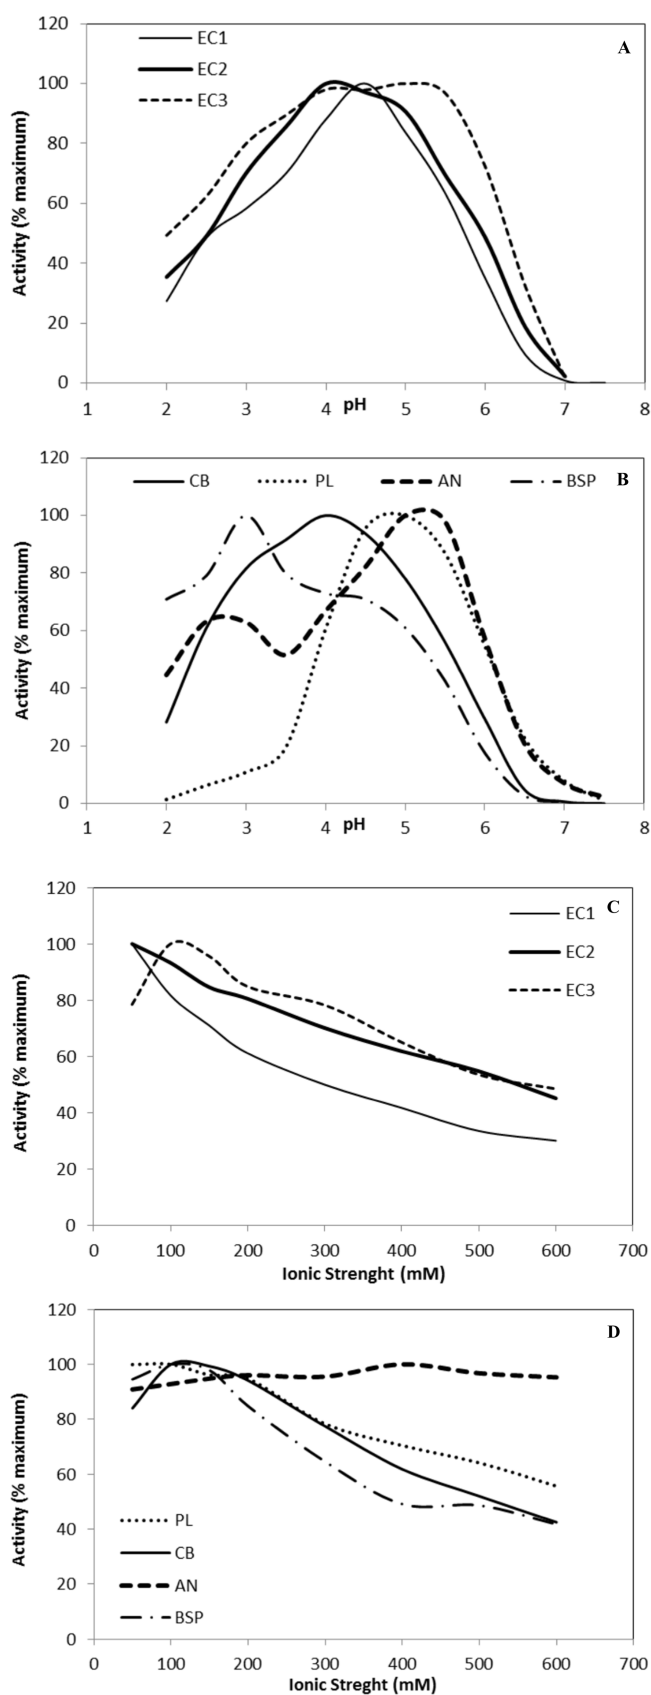 120
100
80
60
40
20
0
Activity (% maximum)
EC1
EC2
EC3
A
1 2 3 4 5 6 7 8
pH
120
100
80
60
40
20
0
Activity (% maximum)
CB PL AN BSP B
1 2 3 4 5 6 7 8
pH
120
100
80
60
40
20
0
Activity (% maximum)
EC1 C
EC2
EC3
0 100 200 300 400 500 600 700
Ionic Strenght (mM)
120
100
80
60
40
20
0
Activity (% maximum)
D
PL
CB
AN
BSP
0 100 200 300 400 500 600 700
Ionic Streght (mM)